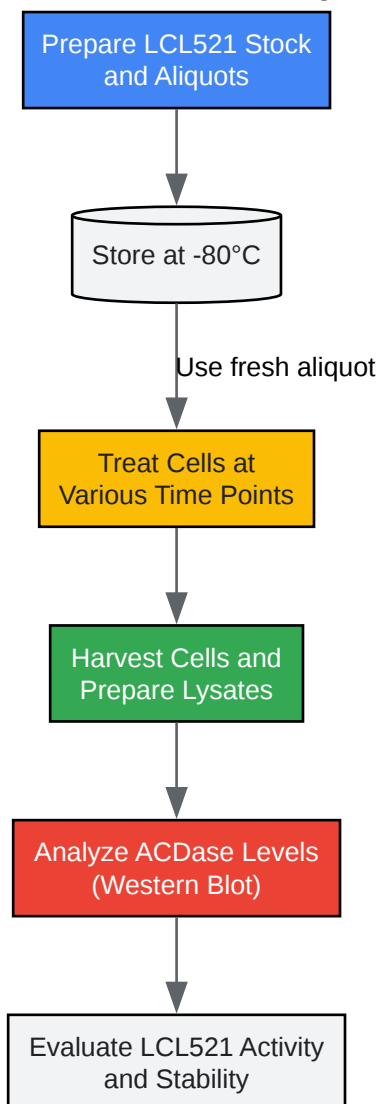 Prepare LCL521 Stock
and Aliquots
Store at -80°C
Use fresh aliquot
Treat Cells at
Various Time Points
Harvest Cells and
Prepare Lysates
Analyze ACDase Levels
(Western Blot)
Evaluate LCL521 Activity
and Stability